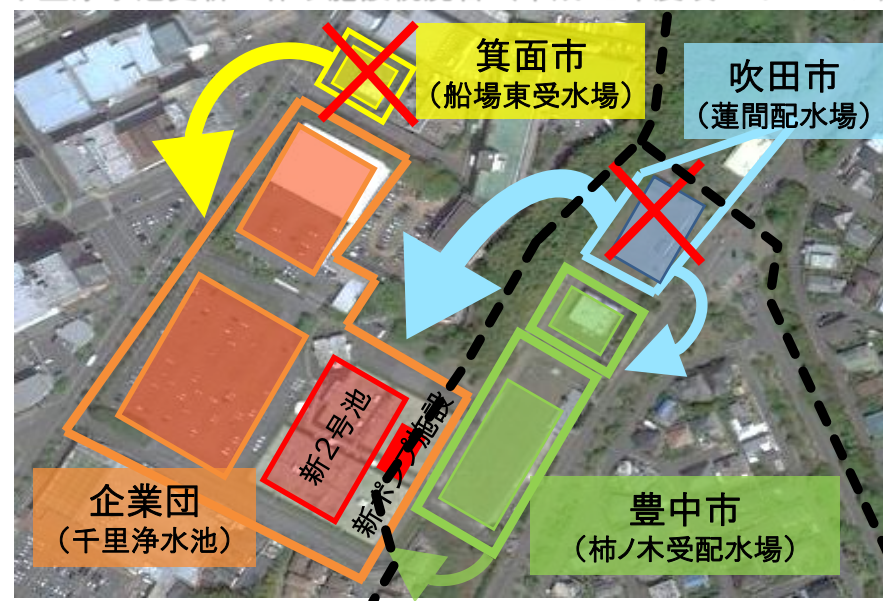 箕面市
（船場東受水場）
吹田市
（蓮間配水場）
新2号池
新ポンプ施設
企業団
（千里浄水池）
豊中市
（柿ノ木受配水場）